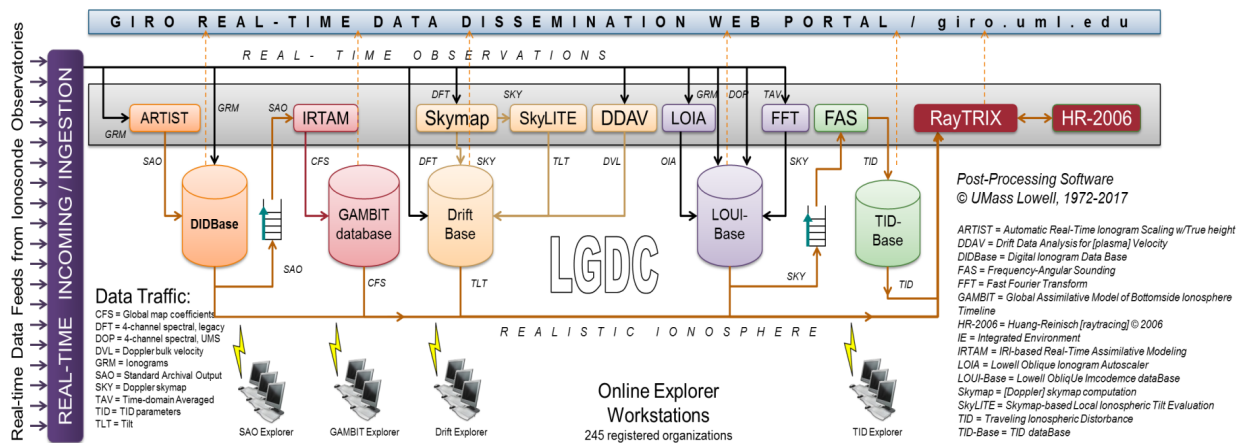 GIRO REAL-TIME DATA DISSEMINATION WEB PORTAL / giro.uml.edu
Real-time Data Feeds from Ionosonde Observatories
REAL-TIME INCOMING / INGESTION
REAL- TIME OBSERVATIONS
GRM
DFT
SKY
GRM
DOP
TAV
SAO
ARTIST
IRTAM
Skymap
SkyLITE
DDAV
LOIA
FFT
FAS
RayTRIX
HR-2006
GRM
SAO
CFS
DFT
SKY
TLT
DVL
OIA
SKY
TID
DIDBase
GAMBIT
database
Drift
Base
LOUI-
Base
TID-
Base
LGDC
SAO
CFS
TLT
SKY
TID
REALISTIC IONOSPHERE
Data Traffic:
CFS = Global map coefficients
DFT = 4-channel spectral, legacy
DOP = 4-channel spectral, UMS
DVL = Doppler bulk velocity
GRM = Ionograms
SAO = Standard Archival Output
SKY = Doppler skymap
TAV = Time-domain Averaged
TID = TID parameters
TLT = Tilt
SAO Explorer
GAMBIT Explorer
Drift Explorer
Online Explorer
Workstations
245 registered organizations
TID Explorer
Post-Processing Software
© UMass Lowell, 1972-2017
ARTIST = Automatic Real-Time Ionogram Scaling w/True height
DDAV = Drift Data Analysis for [plasma] Velocity
DIDBase = Digital Ionogram Data Base
FAS = Frequency-Angular Sounding
FFT = Fast Fourier Transform
GAMBIT = Global Assimilative Model of Bottomside Ionosphere
Timeline
HR-2006 = Huang-Reinisch [raytracing] © 2006
IE = Integrated Environment
IRTAM = IRI-based Real-Time Assimilative Modeling
LOIA = Lowell Oblique Ionogram Autoscaler
LOUI-Base = Lowell ObliqUe Imcodemce dataBase
Skymap = [Doppler] skymap computation
SkyLITE = Skymap-based Local Ionospheric Tilt Evaluation
TID = Traveling Ionospheric Distorbance
TID-Base = TID dataBase